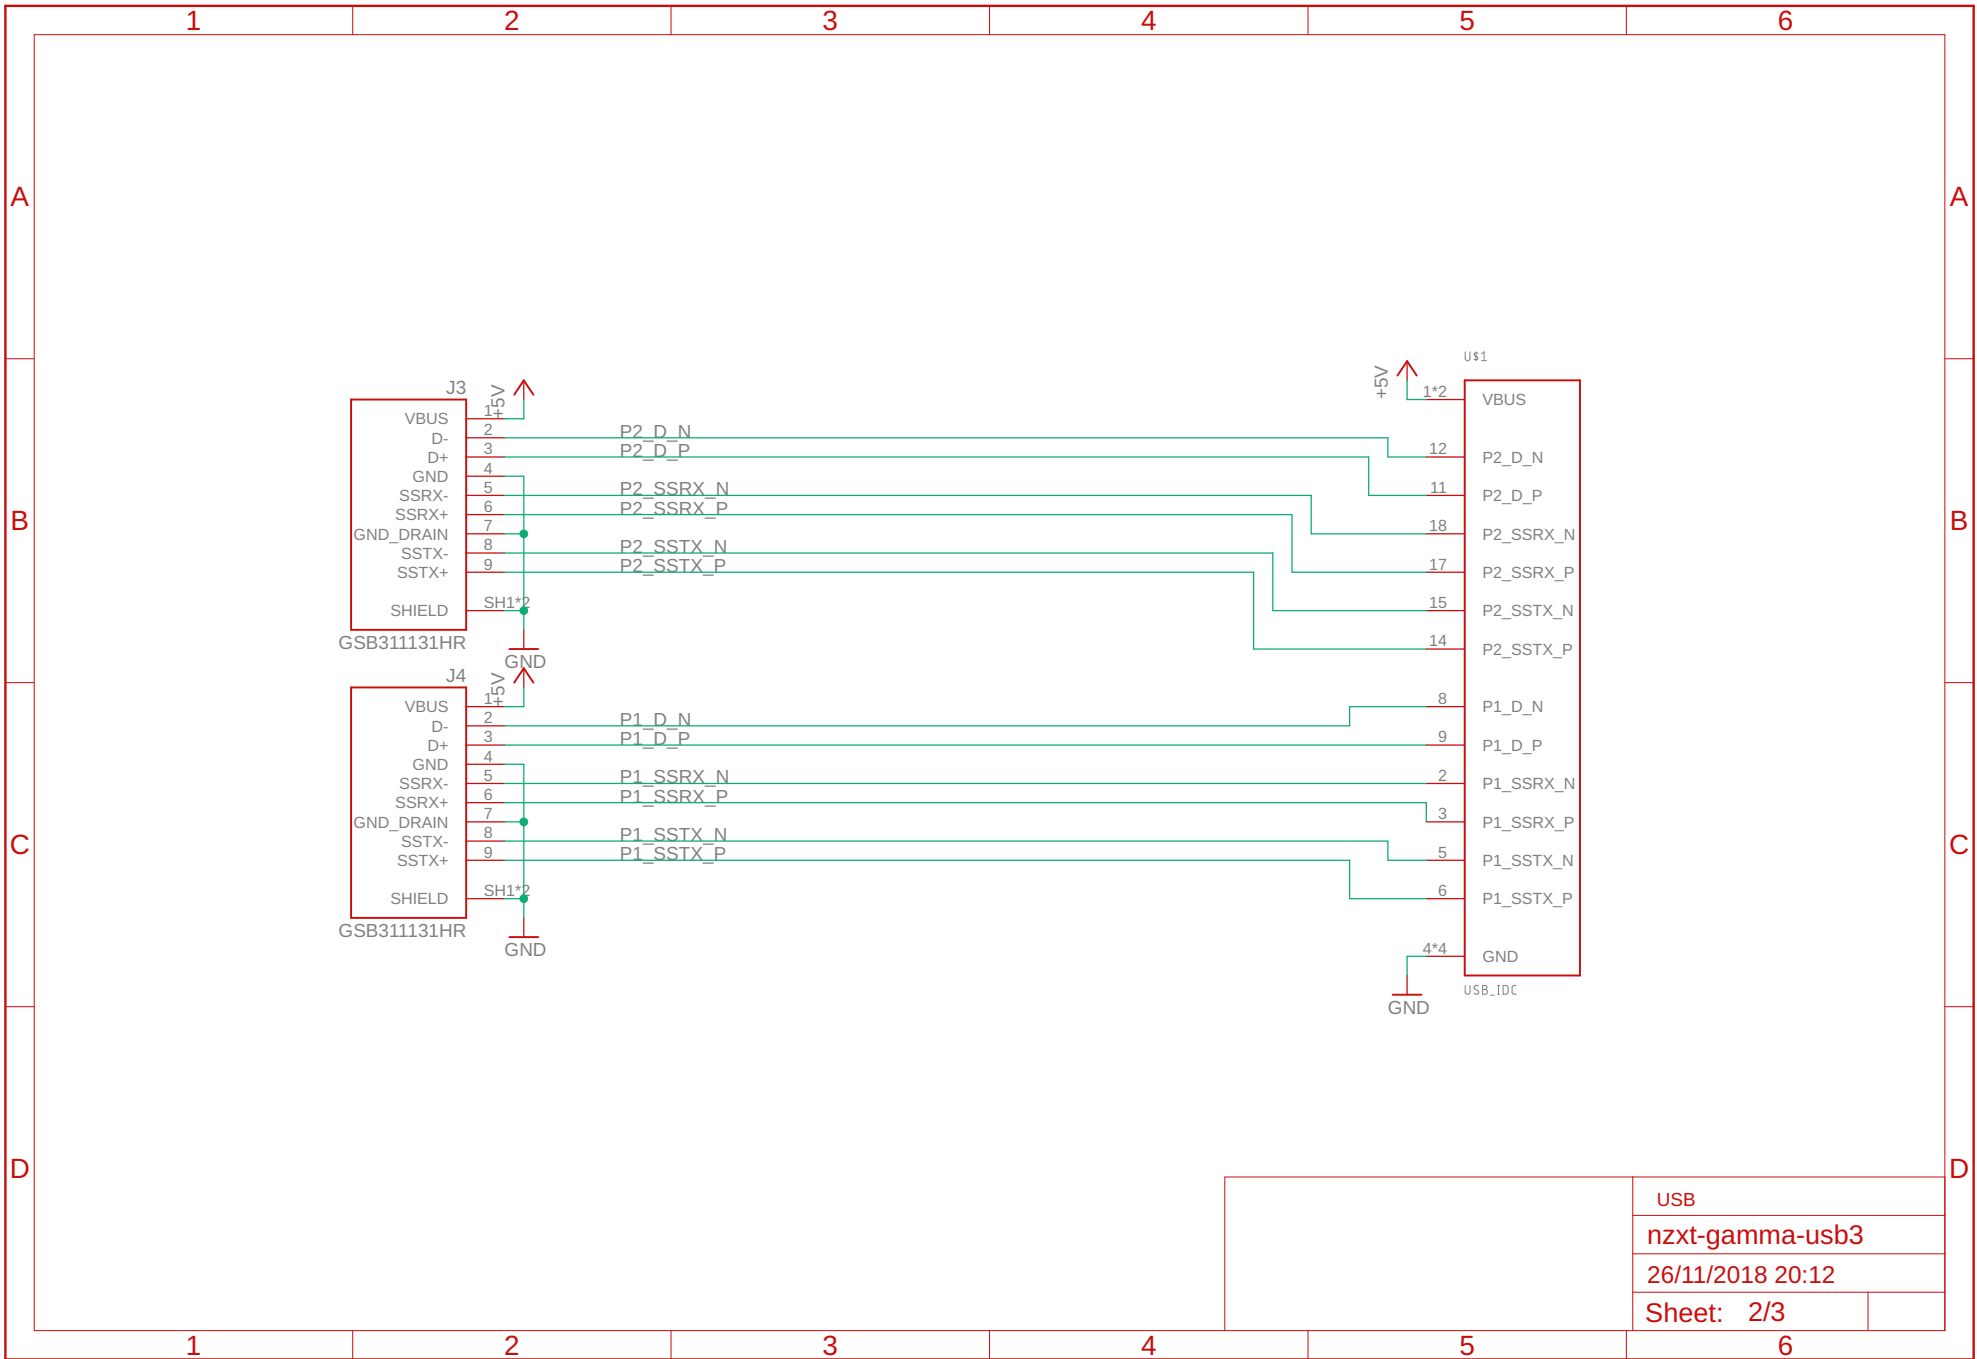 1 2 3 4 5 6
A A
B B
C C
D D
J3
+5V
VBUS 1
D- 2
D+ 3
GND 4
SSRX- 5
SSRX+ 6
GND_DRAIN 7
SSTX- 8
SSTX+ 9
SHIELD SH1*2
GSB311131HR
GND
P2_D_N
P2_D_P
P2_SSRX_N
P2_SSRX_P
P2_SSTX_N
P2_SSTX_P
J4
+5V
VBUS 1
D- 2
D+ 3
GND 4
SSRX- 5
SSRX+ 6
GND_DRAIN 7
SSTX- 8
SSTX+ 9
SHIELD SH1*2
GSB311131HR
GND
P1_D_N
P1_D_P
P1_SSRX_N
P1_SSRX_P
P1_SSTX_N
P1_SSTX_P
U$1
+5V
1*2 VBUS
12 P2_D_N
11 P2_D_P
18 P2_SSRX_N
17 P2_SSRX_P
15 P2_SSTX_N
14 P2_SSTX_P
8 P1_D_N
9 P1_D_P
2 P1_SSRX_N
3 P1_SSRX_P
5 P1_SSTX_N
6 P1_SSTX_P
4*4 GND
USB_IDC
GND
USB
nzxt-gamma-usb3
26/11/2018 20:12
Sheet: 2/3
1 2 3 4 5 6